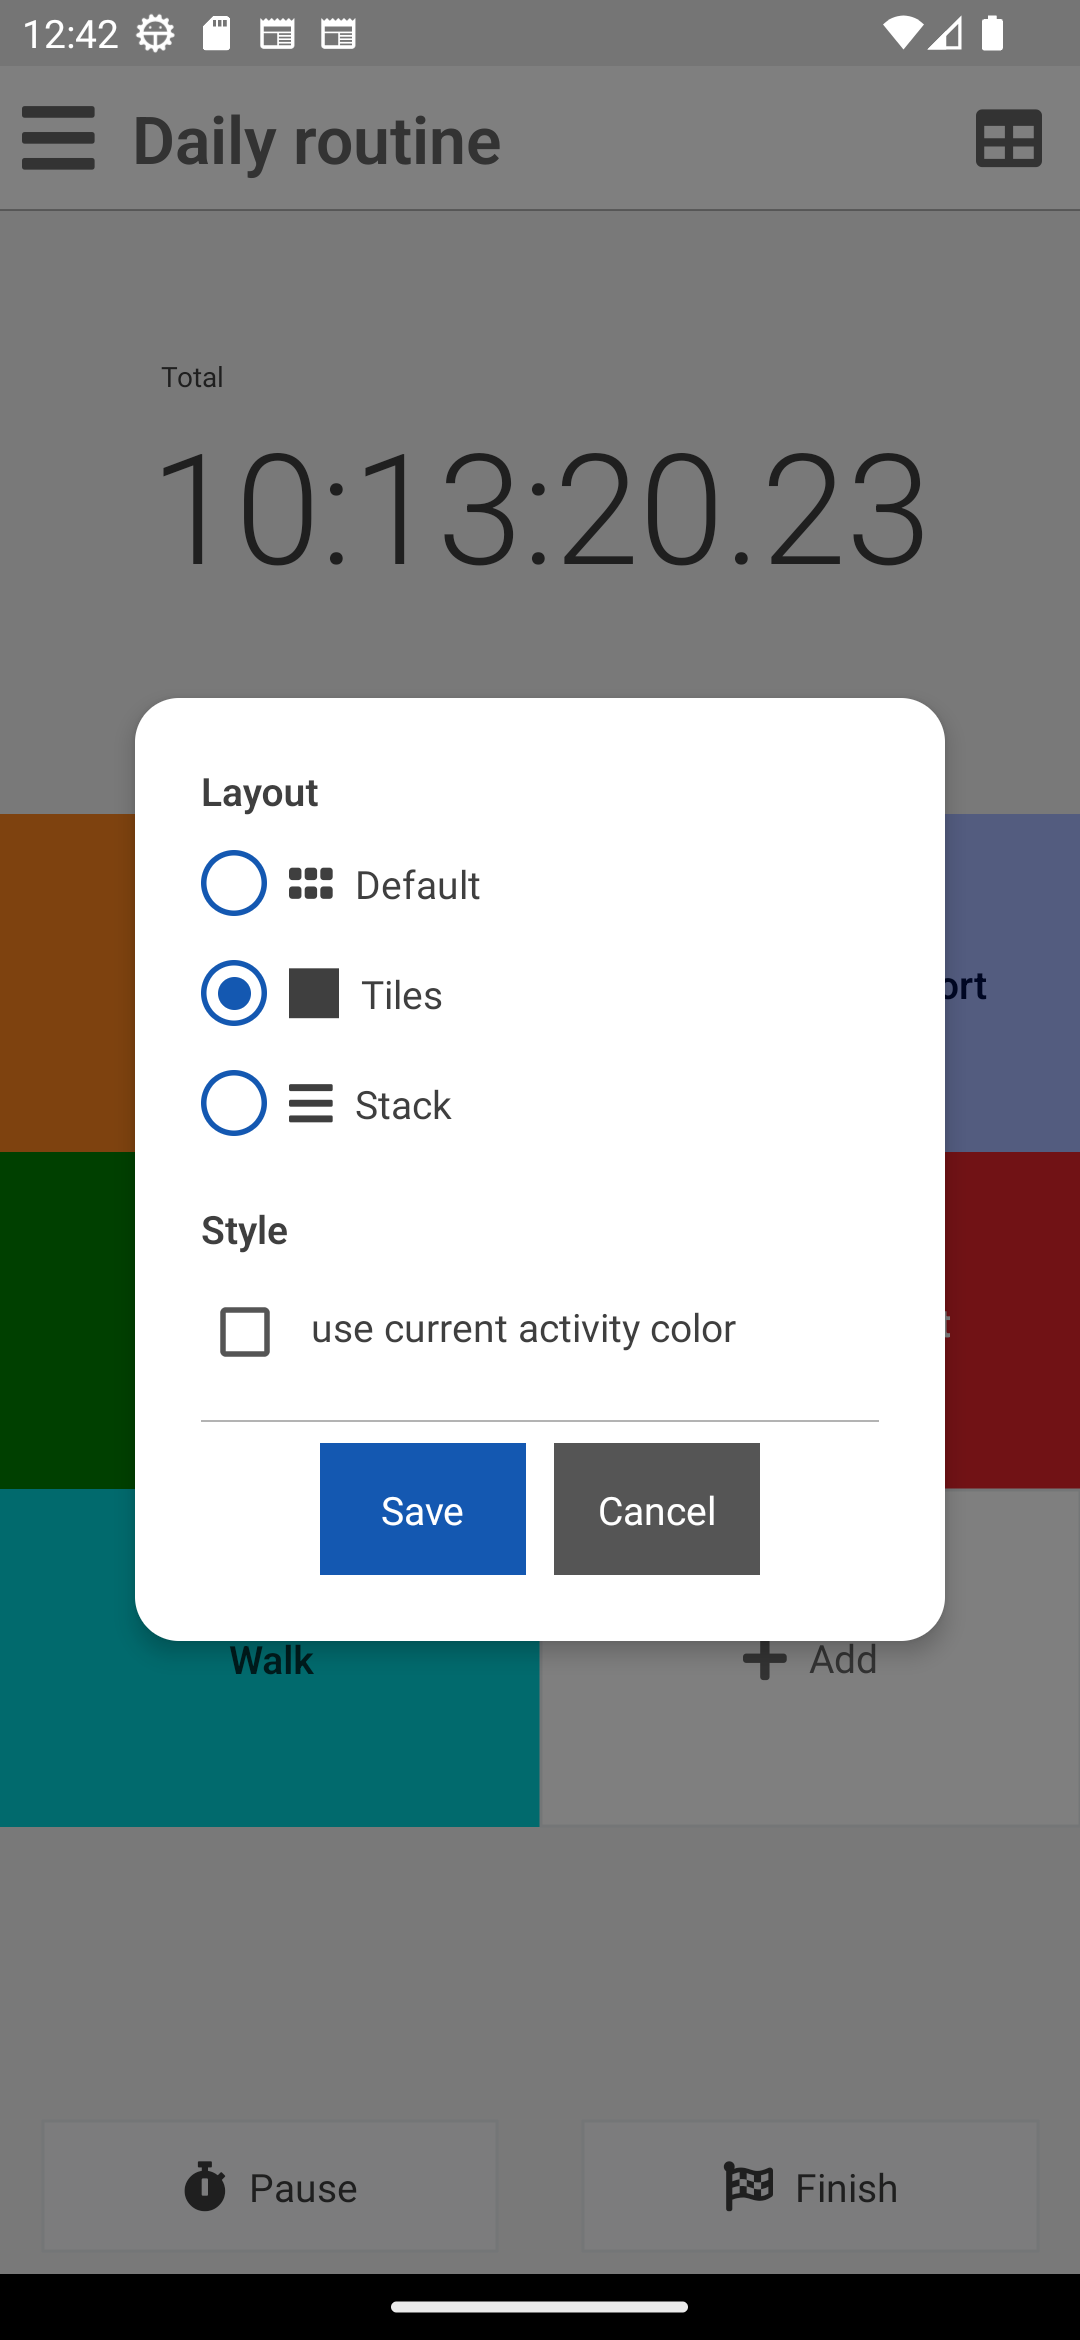 12:42
Daily routine
Total
10:13:20.23
Layout
Default
Tiles
Stack
Style
use current activity color
Save
Cancel
Walk
Add
Pause
Finish